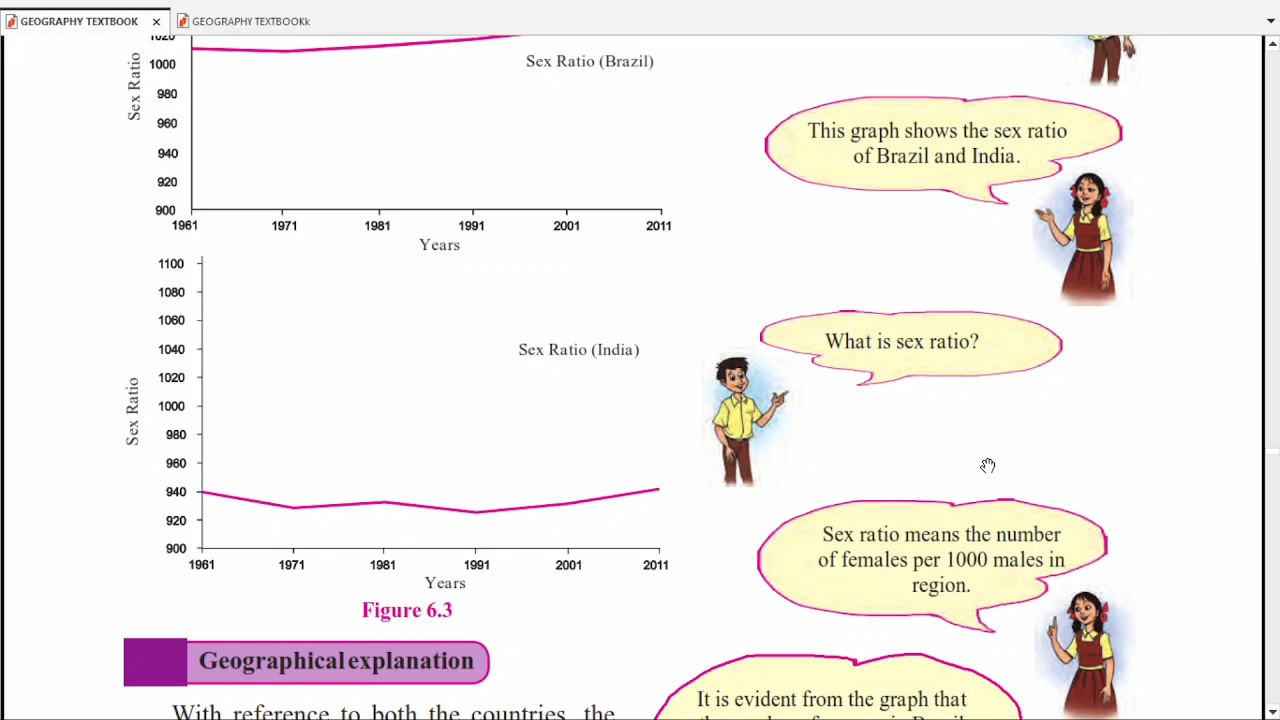 GEOGRAPHY TEXTBOOK
GEOGRAPHY TEXTBOOKk
1020
1000
980
960
940
920
900
Sex Ratio
Sex Ratio (Brazil)
1961 1971 1981 1991 2001 2011
Years
This graph shows the sex ratio
of Brazil and India.
1100
1080
1060
1040
1020
1000
980
960
940
920
900
Sex Ratio
Sex Ratio (India)
1961 1971 1981 1991 2001 2011
Years
What is sex ratio?
Figure 6.3
Sex ratio means the number
of females per 1000 males in
region.
Geographical explanation
With reference to both the countries, the
It is evident from the graph that